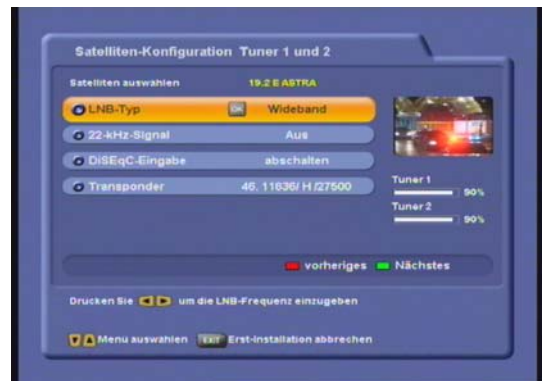 Satelliten-Konfiguration Tuner 1 und 2
Satelliten auswählen 19.2 E ASTRA
LNB-Typ OK Wideband
22-kHz-Signal Aus
DiSEqC-Eingabe abschalten
Transponder 46. 11636/ H /27500
Tuner 1
90%
Tuner 2
90%
vorheriges Nächstes
Drücken Sie um die LNB-Frequenz einzugeben
Menü auswählen EXIT Erst-Installation abbrechen